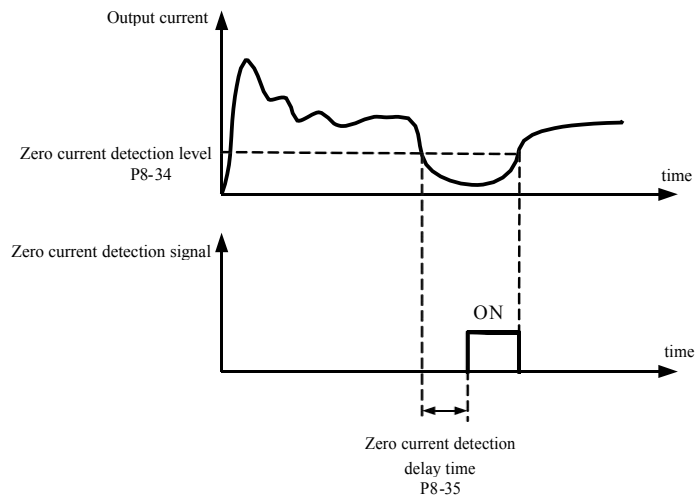 Output current
Zero current detection level
P8-34
time
Zero current detection signal
ON
time
Zero current detection
delay time
P8-35